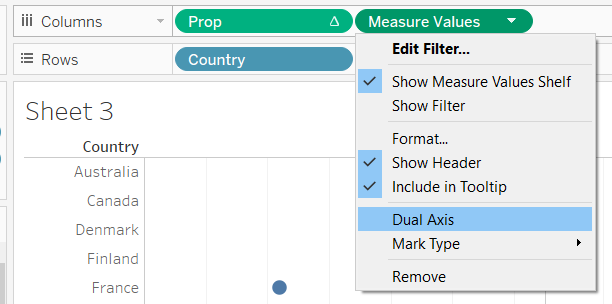 Columns
Prop Δ
Measure Values
Rows
Country
Edit Filter...
Show Measure Values Shelf
Show Filter
Format...
Show Header
Include in Tooltip
Dual Axis
Mark Type
Remove
Sheet 3
Country
Australia
Canada
Denmark
Finland
France